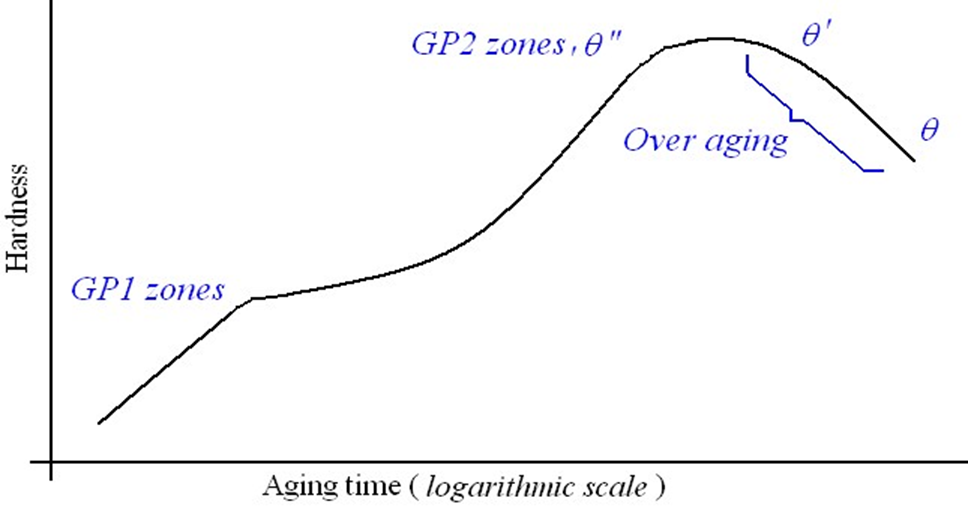 GP2 zones, θ"
θ'
Over aging
θ
Hardness
GP1 zones
Aging time ( logarithmic scale )